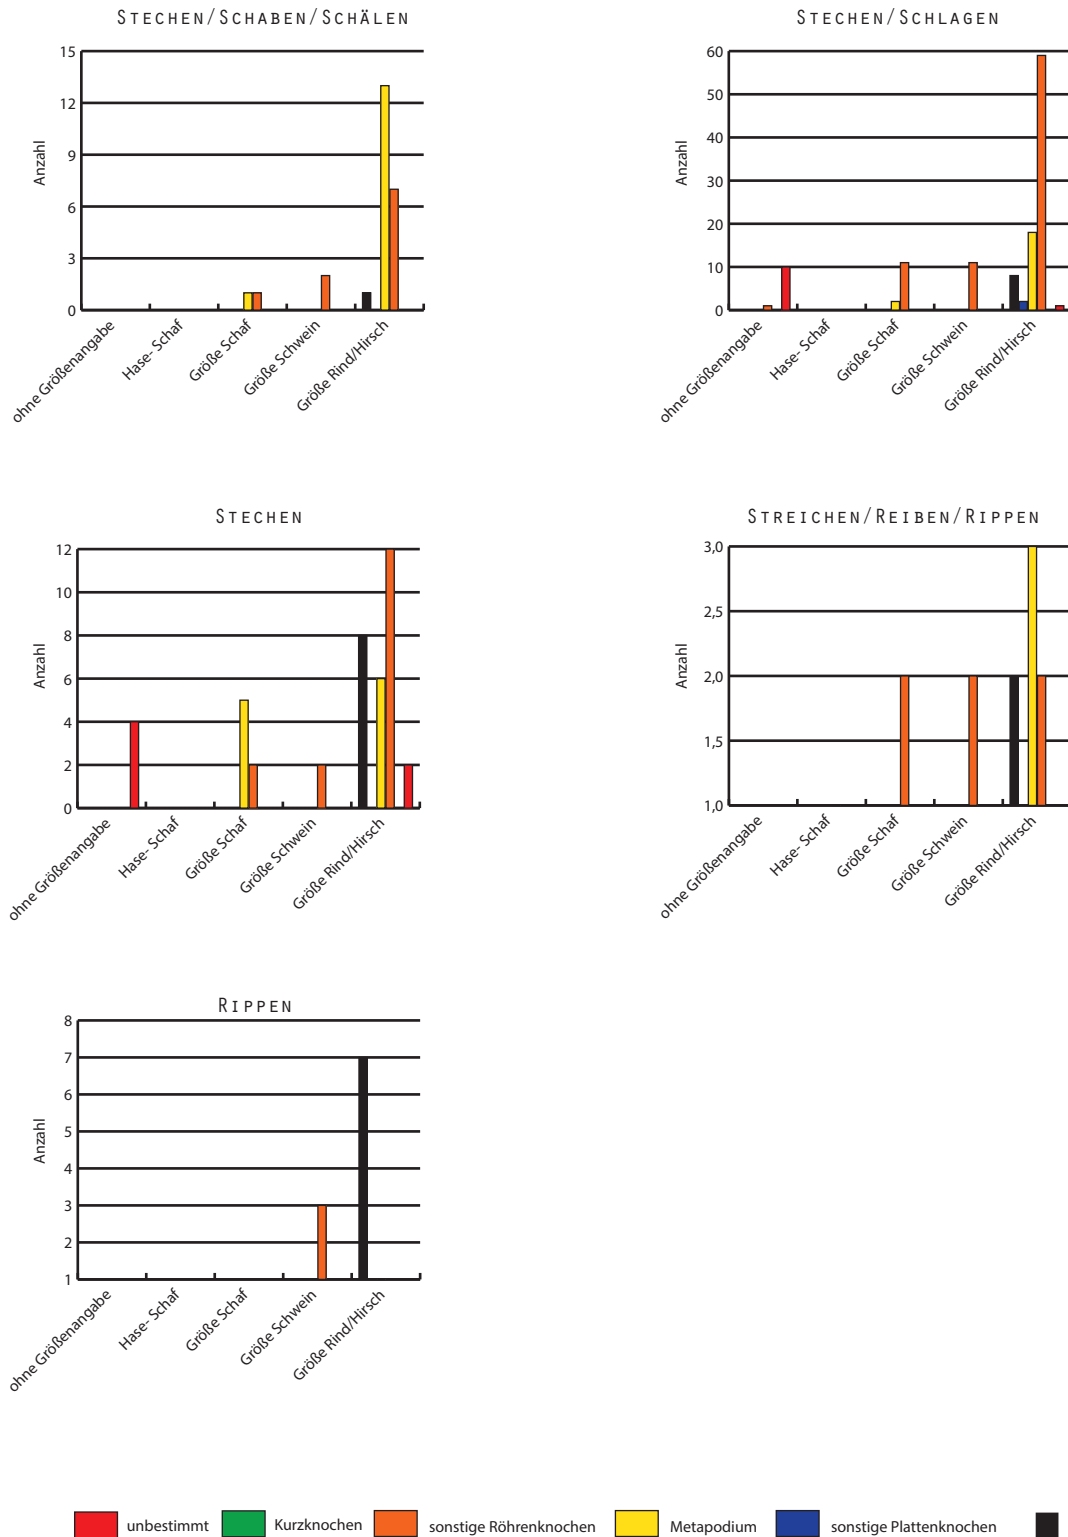 STECHEN/SCHABEN/SCHÄLEN
15
12
9
6
3
0
Anzahl
ohne Größenangabe
Hase- Schaf
Größe Schaf
Größe Schwein
Größe Rind/Hirsch
STECHEN/SCHLAGEN
60
50
40
30
20
10
0
Anzahl
ohne Größenangabe
Hase- Schaf
Größe Schaf
Größe Schwein
Größe Rind/Hirsch
STECHEN
12
10
8
6
4
2
0
Anzahl
ohne Größenangabe
Hase- Schaf
Größe Schaf
Größe Schwein
Größe Rind/Hirsch
STREICHEN/REIBEN/RIPPEN
3,0
2,5
2,0
1,5
1,0
Anzahl
ohne Größenangabe
Hase- Schaf
Größe Schaf
Größe Schwein
Größe Rind/Hirsch
RIPPEN
8
7
6
5
4
3
2
1
Anzahl
ohne Größenangabe
Hase- Schaf
Größe Schaf
Größe Schwein
Größe Rind/Hirsch
unbestimmt Kurzknochen sonstige Röhrenknochen Metapodium sonstige Plattenknochen